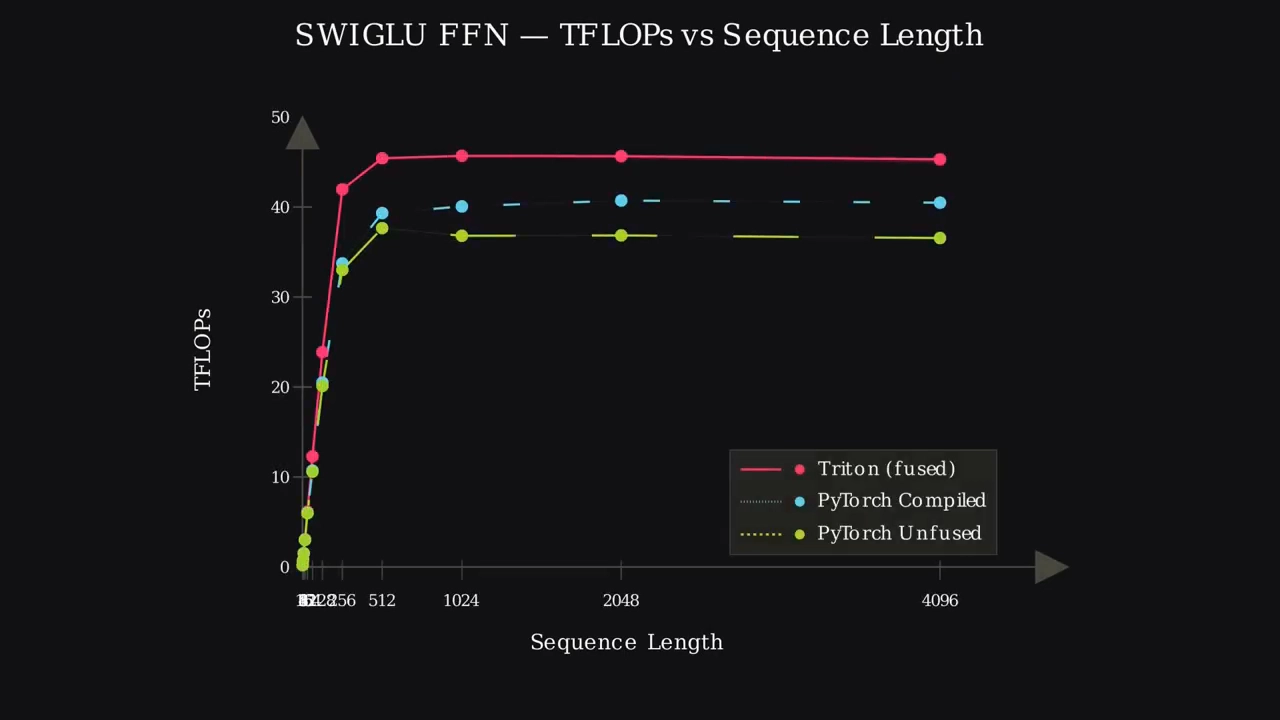 SWIGLU FFN — TFLOPs vs Sequence Length
50
40
30
20
10
0
TFLOPs
Triton (fused)
PyTorch Compiled
PyTorch Unfused
256 512 1024 2048 4096
Sequence Length